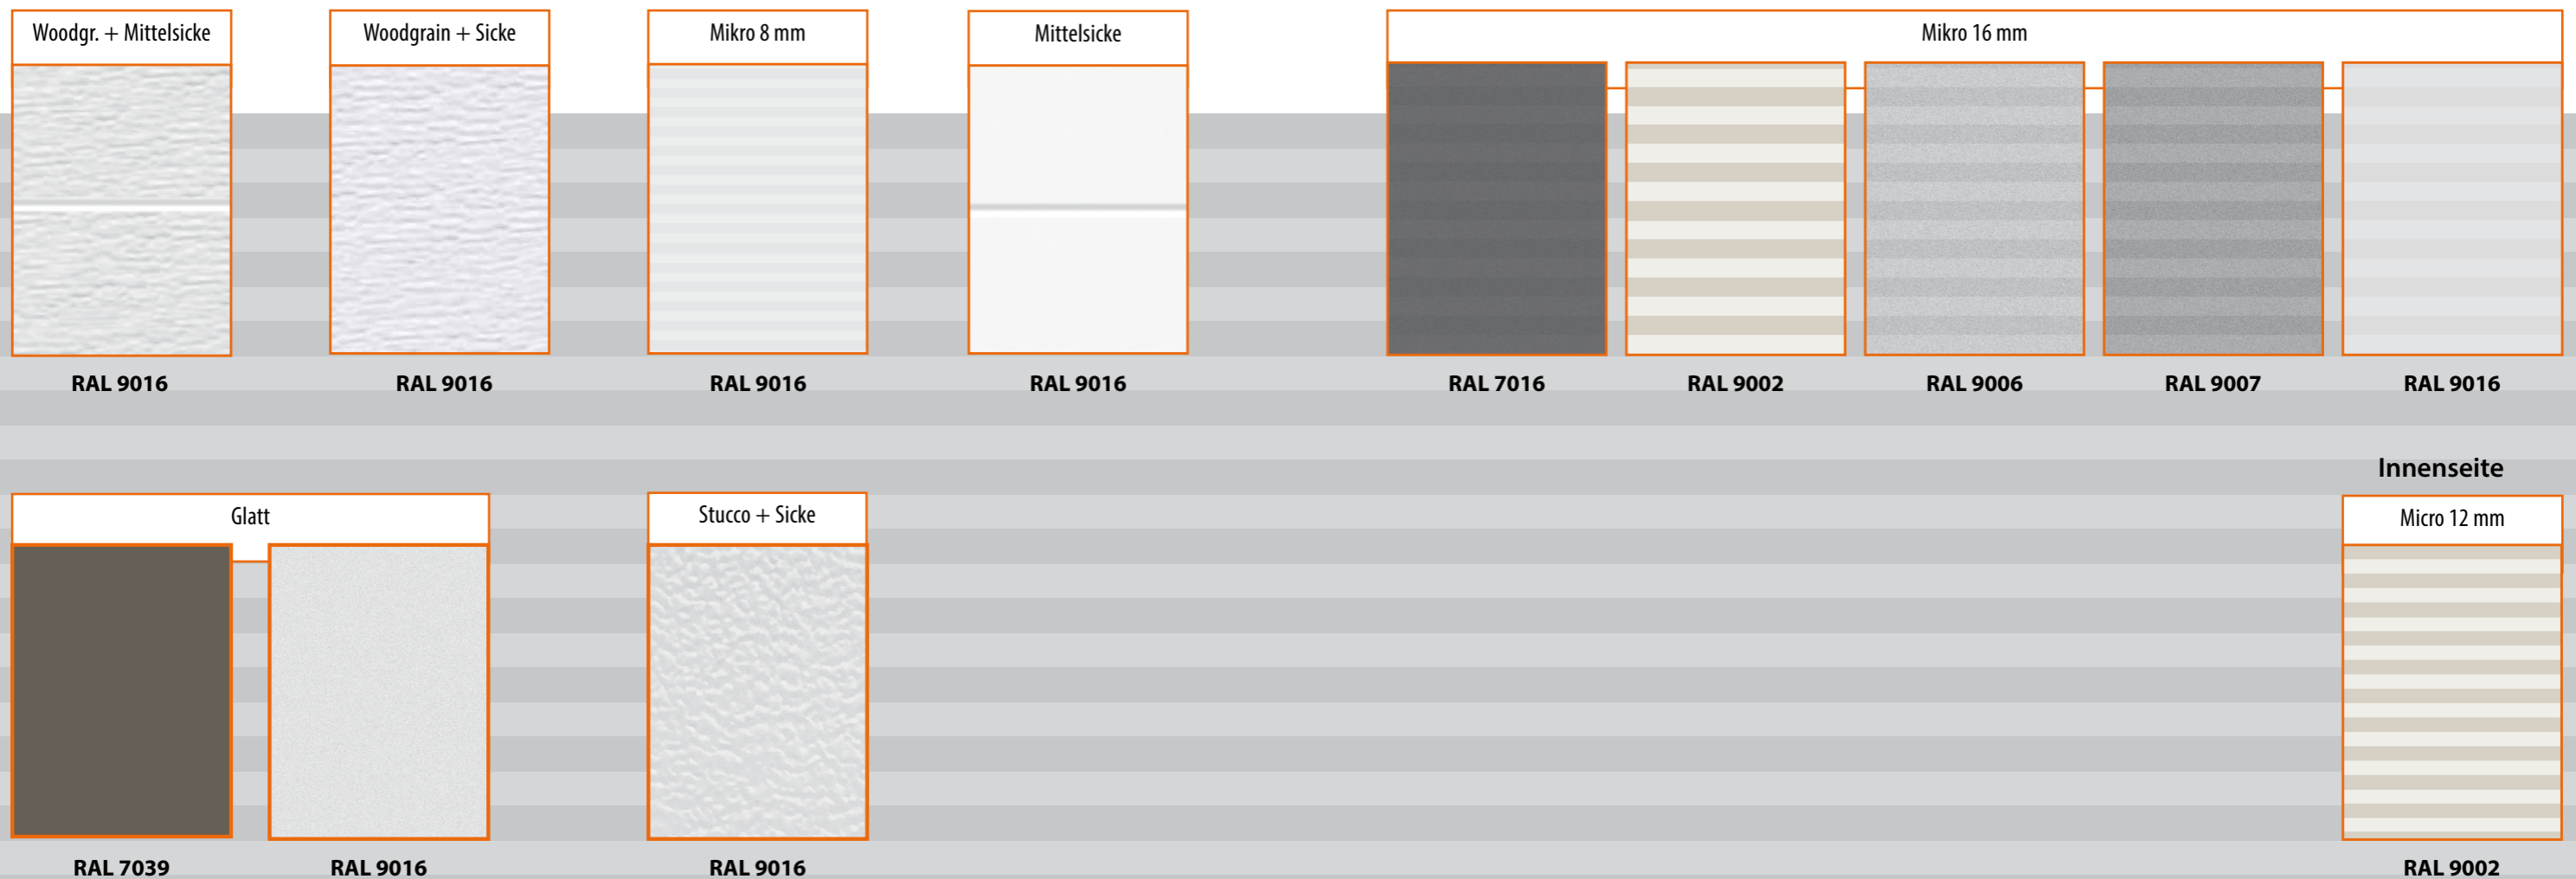 Woodgr. + Mittelsicke
Woodgrain + Sicke
Mikro 8 mm
Mittelsicke
Mikro 16 mm
RAL 9016
RAL 9016
RAL 9016
RAL 9016
RAL 7016
RAL 9002
RAL 9006
RAL 9007
RAL 9016
Innenseite
Glatt
Stucco + Sicke
Micro 12 mm
RAL 7039
RAL 9016
RAL 9016
RAL 9002